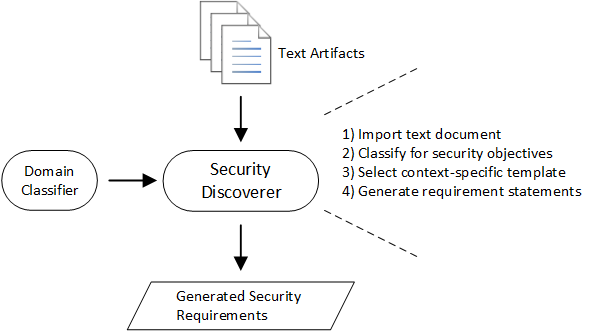 Text Artifacts
1) Import text document
2) Classify for security objectives
3) Select context-specific template
4) Generate requirement statements
Domain
Classifier
Security
Discoverer
Generated Security
Requirements